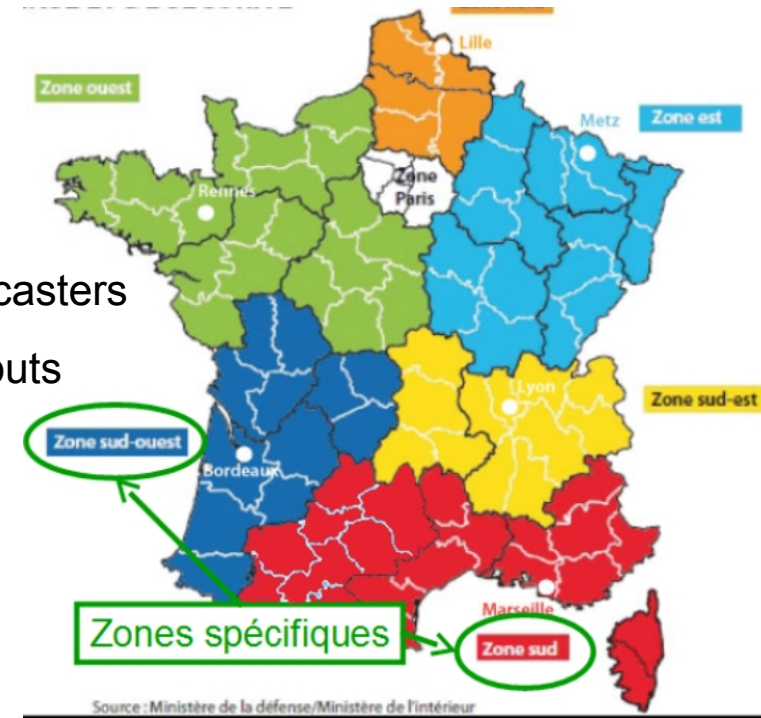 Lille
Zone ouest
Metz
Zone est
Zone
Paris
Rennes
casters
outs
Lyon
Zone sud-est
Zone sud-ouest
Bordeaux
Marseille
Zones spécifiques
Zone sud
Source : Ministère de la défense/Ministère de l'intérieur